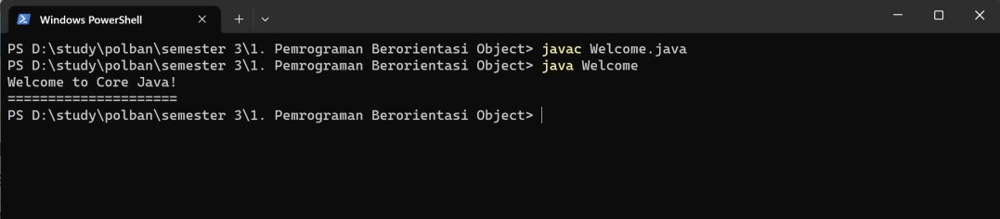 Windows PowerShell
PS D:\study\polban\semester 3\1. Pemrograman Berorientasi Object> javac Welcome.java
PS D:\study\polban\semester 3\1. Pemrograman Berorientasi Object> java Welcome
Welcome to Core Java!
=====================
PS D:\study\polban\semester 3\1. Pemrograman Berorientasi Object>